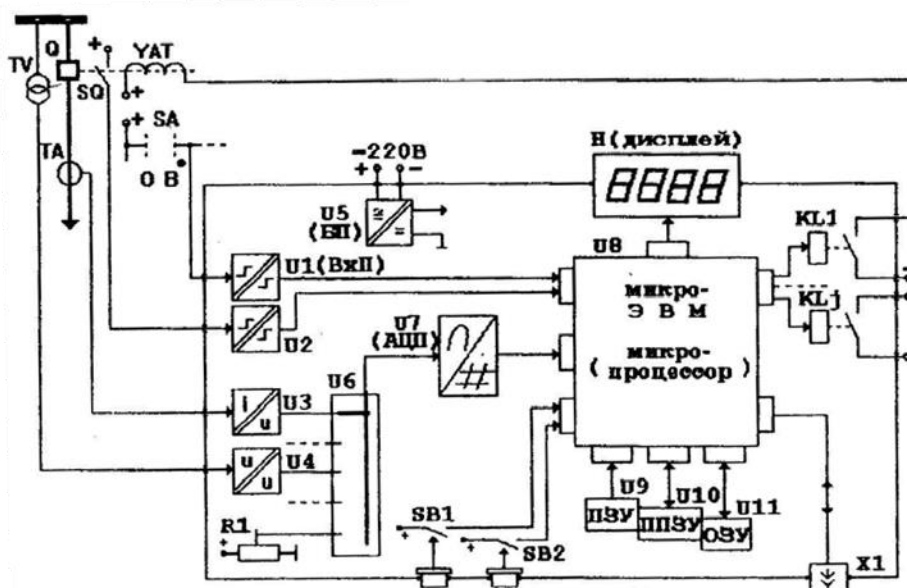 TV
Q
+
YAT
SQ
+
+ SA
TA
О В
-220В
+ -
Н(дисплей)
8888
U5
(БП)
≅
=
KL1
U8
U1(ВхП)
микро-
Э В М
U2
U7
(АЦП)
KLj
микро-
(процессор)
U6
i
u
U3
u
u
U4
U9
ПЗУ
U10
ППЗУ
U11
ОЗУ
R1
+
SB1
+
+
SB2
X1